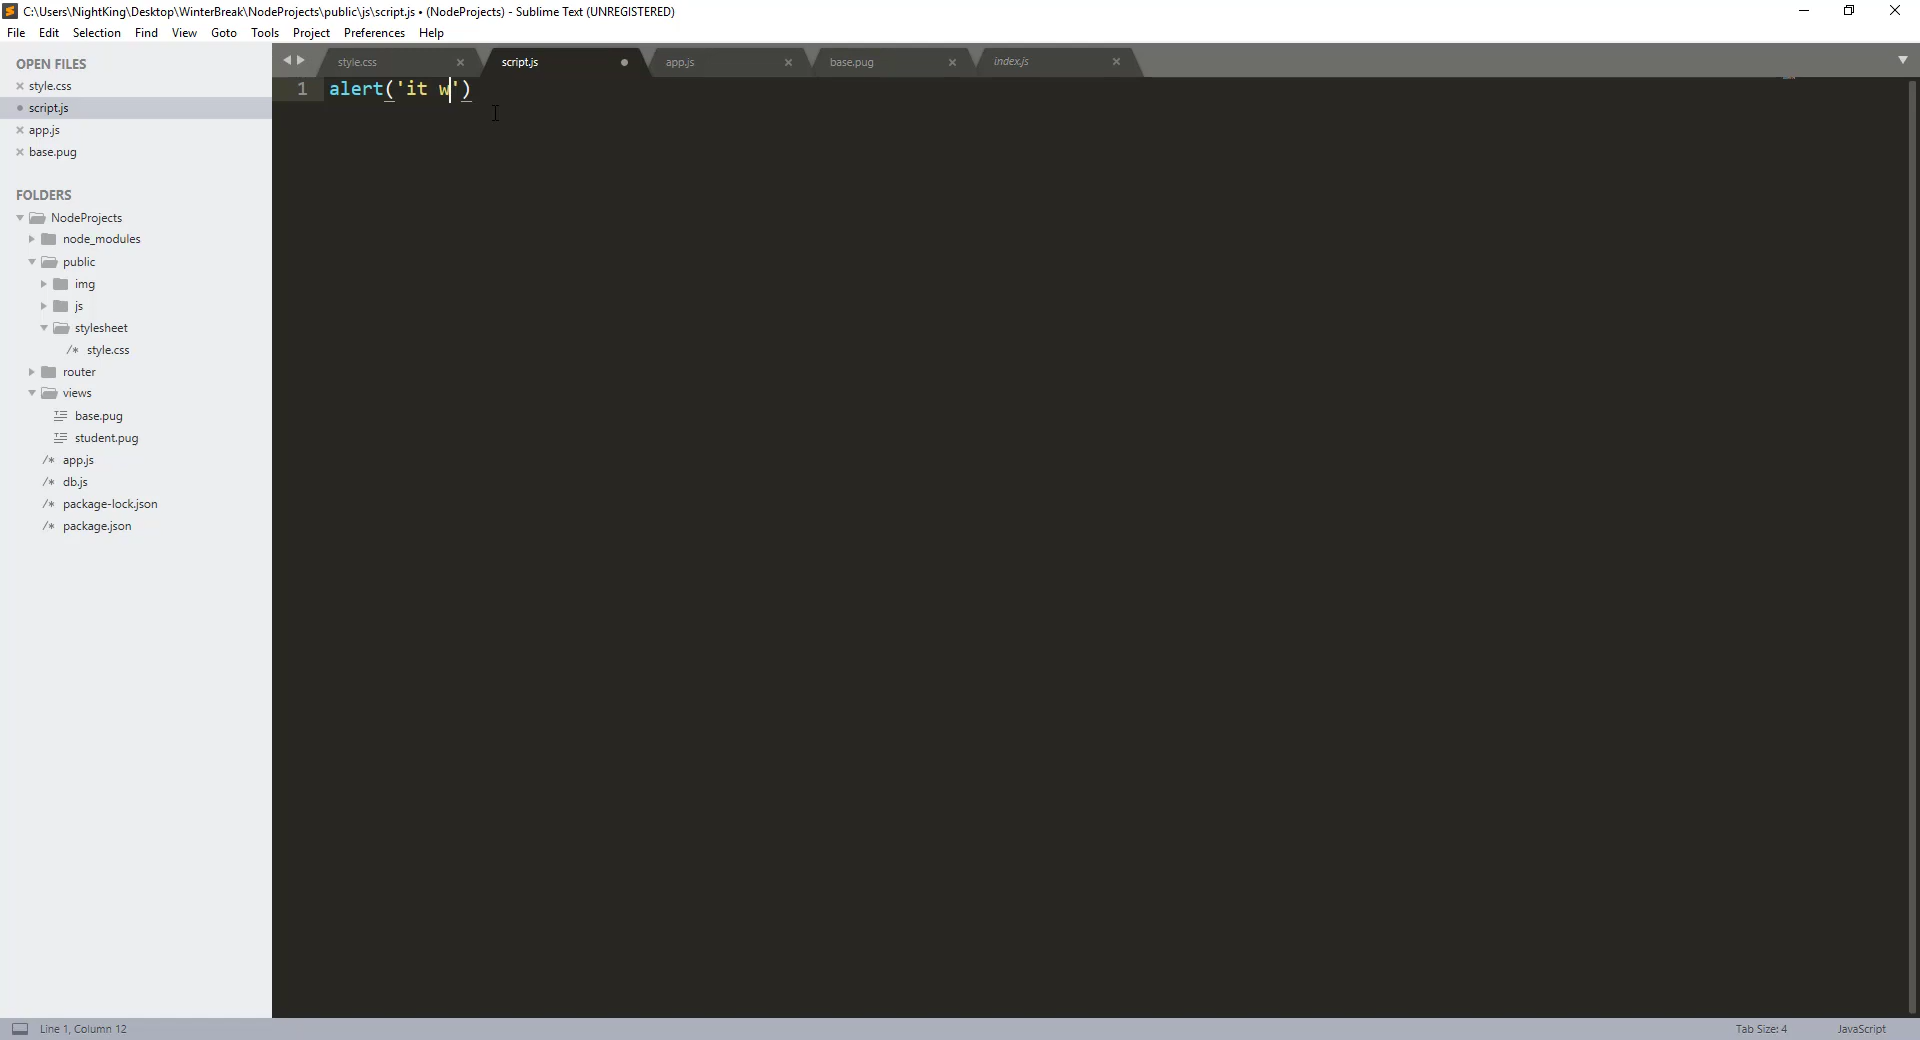 C:\Users\NightKing\Desktop\WinterBreak\NodeProjects\public\js\script.js • (NodeProjects) - Sublime Text (UNREGISTERED)
File Edit Selection Find View Goto Tools Project Preferences Help
OPEN FILES
style.css
script.js
app.js
base.pug
FOLDERS
NodeProjects
node_modules
public
img
js
stylesheet
/* style.css
router
views
base.pug
student.pug
/* app.js
/* db.js
/* package-lock.json
/* package.json
style.css script.js app.js base.pug index.js
1 alert('it w')
Line 1, Column 12 Tab Size: 4 JavaScript